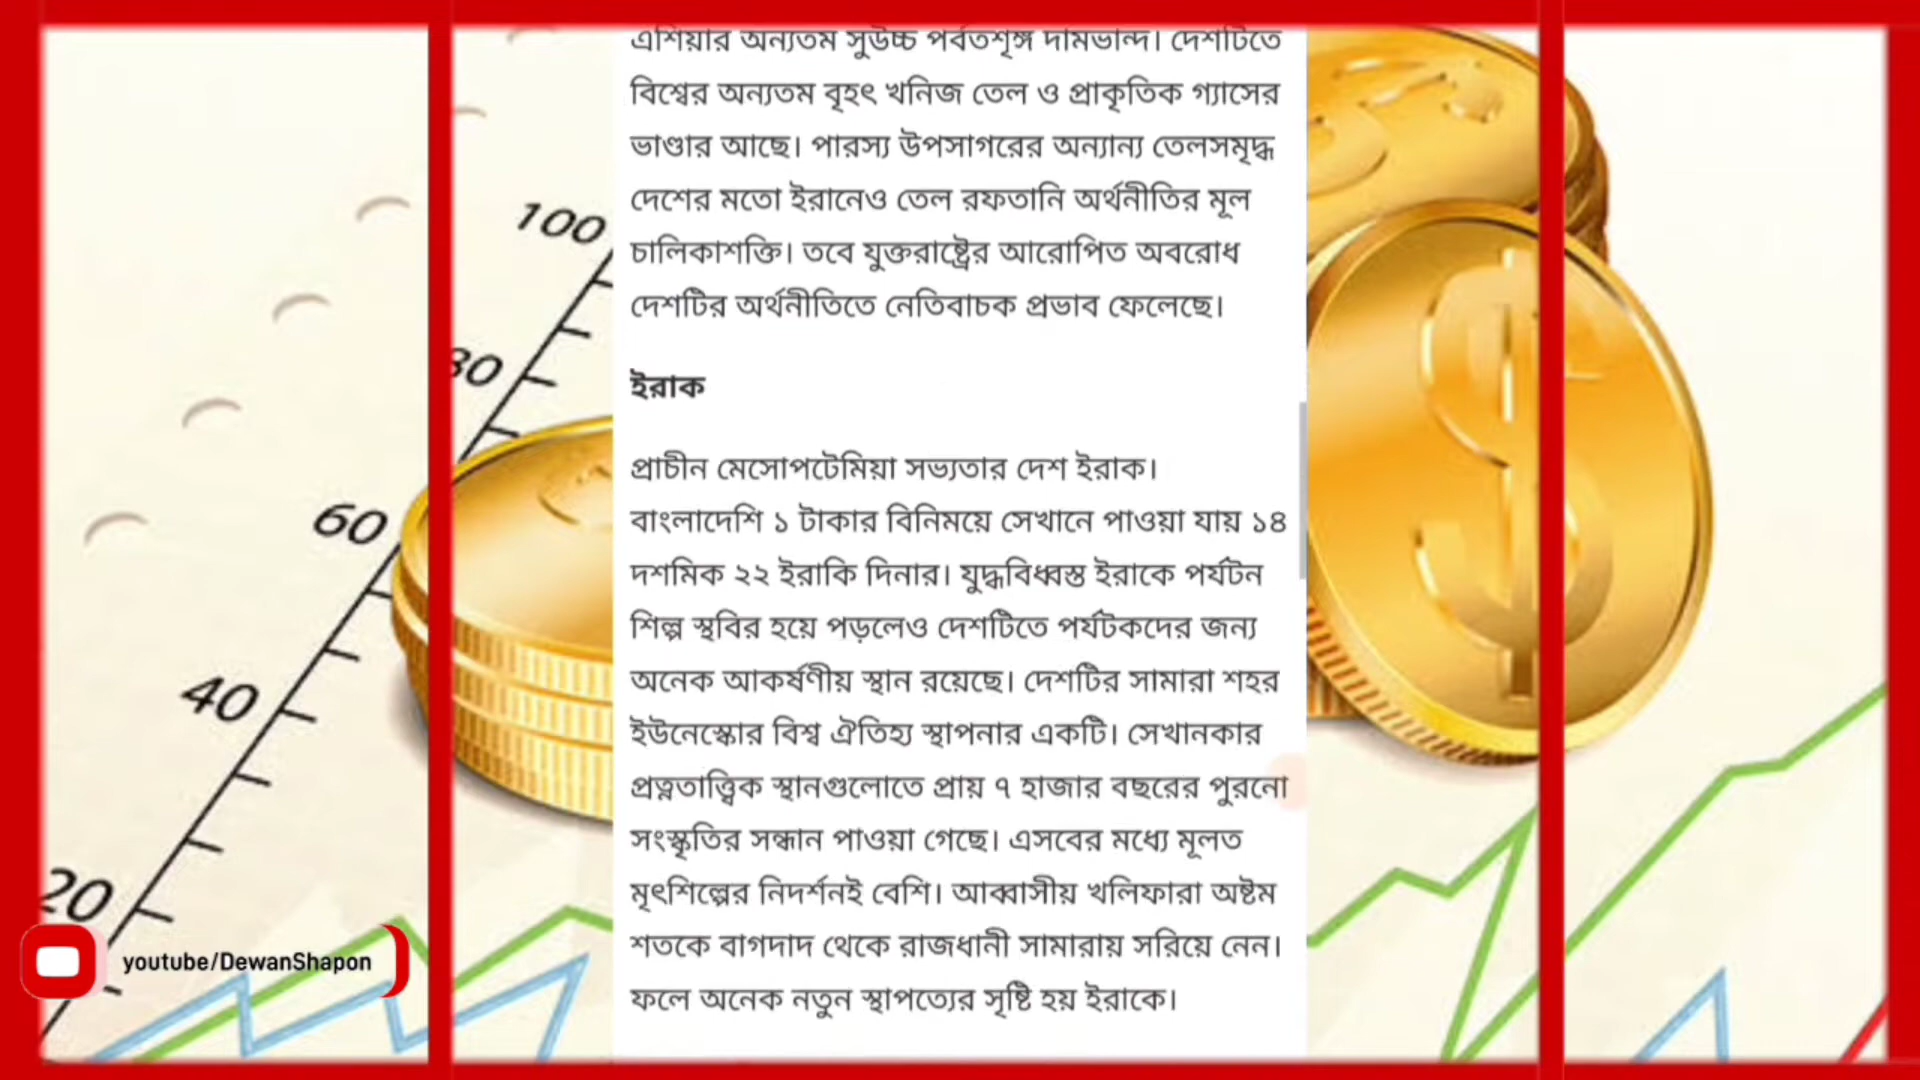 এশিয়ার অন্যতম সুউচ্চ পর্বতশৃঙ্গ দামভান্দ। দেশটিতে
বিশ্বের অন্যতম বৃহৎ খনিজ তেল ও প্রাকৃতিক গ্যাসের
ভাণ্ডার আছে। পারস্য উপসাগরের অন্যান্য তেলসমৃদ্ধ
দেশের মতো ইরানেও তেল রফতানি অর্থনীতির মূল
চালিকাশক্তি। তবে যুক্তরাষ্ট্রের আরোপিত অবরোধ
দেশটির অর্থনীতিতে নেতিবাচক প্রভাব ফেলেছে।
ইরাক
প্রাচীন মেসোপটেমিয়া সভ্যতার দেশ ইরাক।
বাংলাদেশি ১ টাকার বিনিময়ে সেখানে পাওয়া যায় ১৪
দশমিক ২২ ইরাকি দিনার। যুদ্ধবিধ্বস্ত ইরাকে পর্যটন
শিল্প স্থবির হয়ে পড়লেও দেশটিতে পর্যটকদের জন্য
অনেক আকর্ষণীয় স্থান রয়েছে। দেশটির সামারা শহর
ইউনেস্কোর বিশ্ব ঐতিহ্য স্থাপনার একটি। সেখানকার
প্রত্নতাত্ত্বিক স্থানগুলোতে প্রায় ৭ হাজার বছরের পুরনো
সংস্কৃতির সন্ধান পাওয়া গেছে। এসবের মধ্যে মূলত
মৃৎশিল্পের নিদর্শনই বেশি। আব্বাসীয় খলিফারা অষ্টম
শতকে বাগদাদ থেকে রাজধানী সামারায় সরিয়ে নেন।
ফলে অনেক নতুন স্থাপত্যের সৃষ্টি হয় ইরাকে।
100
80
60
40
20
youtube/DewanShapon